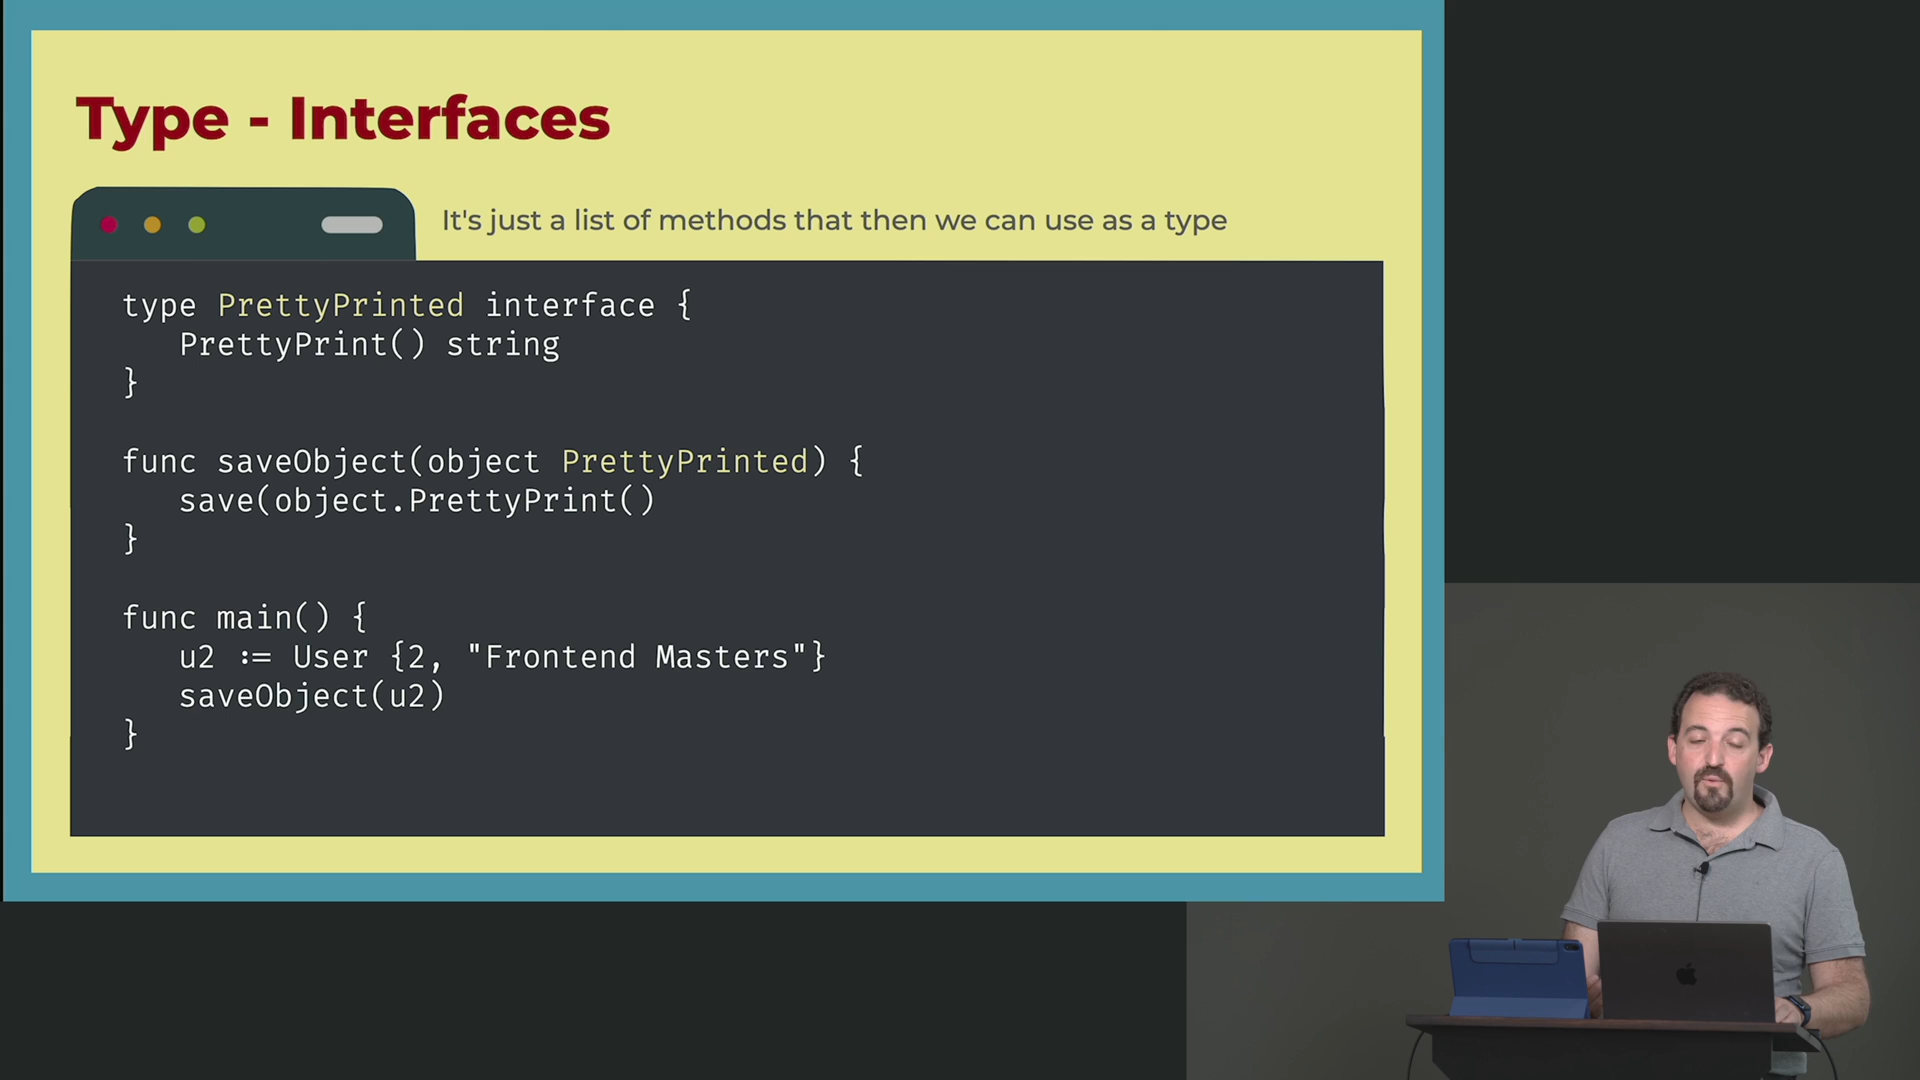 Type - Interfaces
It's just a list of methods that then we can use as a type
type PrettyPrinted interface {
PrettyPrint() string
}
func saveObject(object PrettyPrinted) {
save(object.PrettyPrint()
}
func main() {
u2 := User {2, "Frontend Masters"}
saveObject(u2)
}